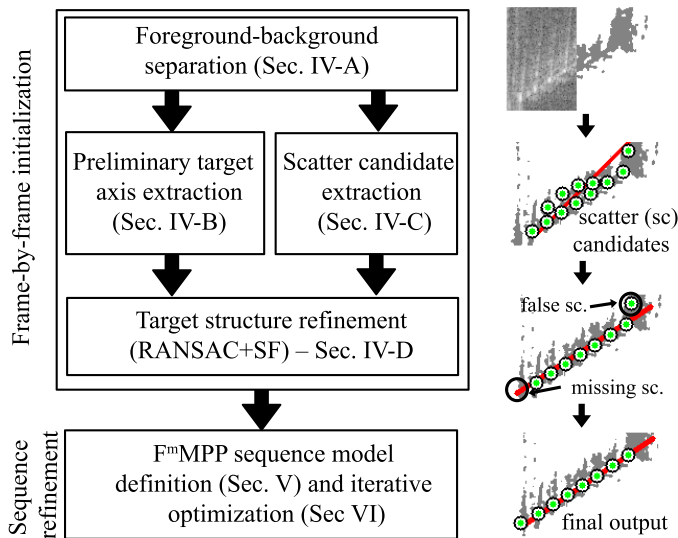 Frame-by-frame initialization
Foreground-background
separation (Sec. IV-A)
Preliminary target
axis extraction
(Sec. IV-B)
Scatter candidate
extraction
(Sec. IV-C)
Target structure refinement
(RANSAC+SF) – Sec. IV-D
Sequence
refinement
FᵐMPP sequence model
definition (Sec. V) and iterative
optimization (Sec VI)
scatter (sc)
candidates
false sc.
missing sc.
final output